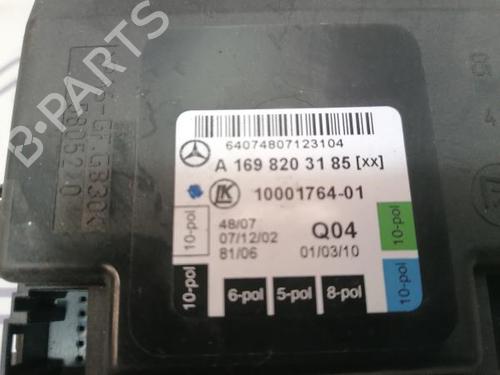 64074807123104
A 169 820 31 85 [xx]
LK 10001764-01
48/07
07/12/02 Q04
81/06 01/03/10
10-pol
10-pol
10-pol 6-pol 5-pol 8-pol 10-pol
B-PARTS